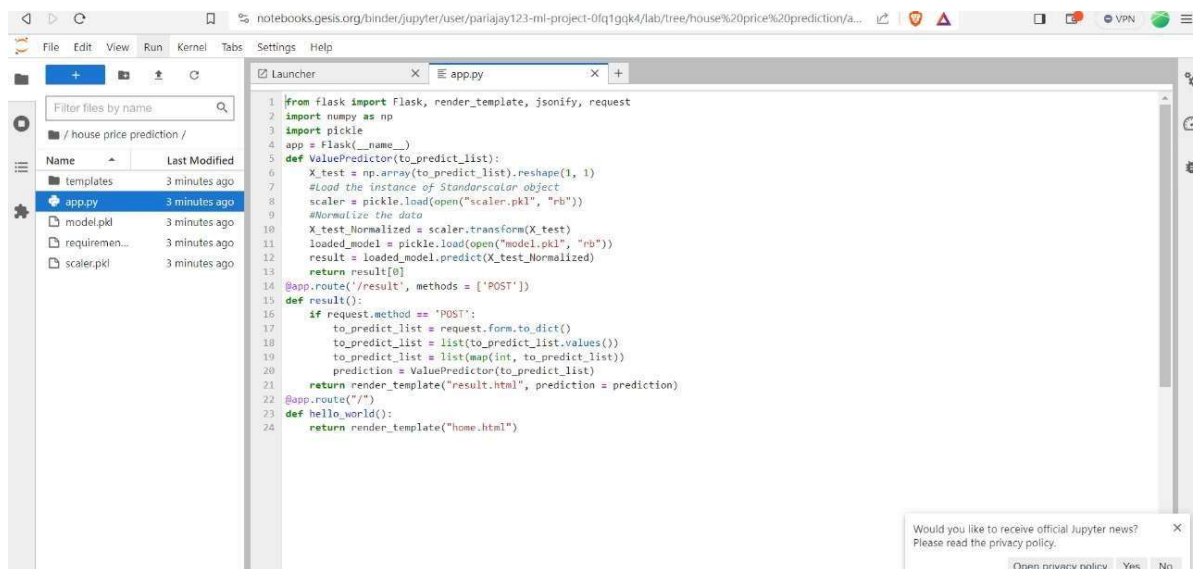 notebooks.gesis.org/binder/jupyter/user/pariajay123-ml-project-0fq1gqk4/lab/tree/house%20price%20prediction/a...
VPN
File Edit View Run Kernel Tabs Settings Help
Filter files by name
/ house price prediction /
Name Last Modified
templates 3 minutes ago
app.py 3 minutes ago
model.pkl 3 minutes ago
requiremen... 3 minutes ago
scaler.pkl 3 minutes ago
Launcher
app.py
1 from flask import Flask, render_template, jsonify, request
2 import numpy as np
3 import pickle
4 app = Flask(__name__)
5 def ValuePredictor(to_predict_list):
6     X_test = np.array(to_predict_list).reshape(1, 1)
7     #Load the instance of Standarscalar object
8     scaler = pickle.load(open("scaler.pkl", "rb"))
9     #Normalize the data
10     X_test_Normalized = scaler.transform(X_test)
11     loaded_model = pickle.load(open("model.pkl", "rb"))
12     result = loaded_model.predict(X_test_Normalized)
13     return result[0]
14 @app.route('/result', methods = ['POST'])
15 def result():
16     if request.method == 'POST':
17         to_predict_list = request.form.to_dict()
18         to_predict_list = list(to_predict_list.values())
19         to_predict_list = list(map(int, to_predict_list))
20         prediction = ValuePredictor(to_predict_list)
21     return render_template("result.html", prediction = prediction)
22 @app.route("/")
23 def hello_world():
24     return render_template("home.html")
Would you like to receive official Jupyter news?
Please read the privacy policy.
Open privacy policy Yes No